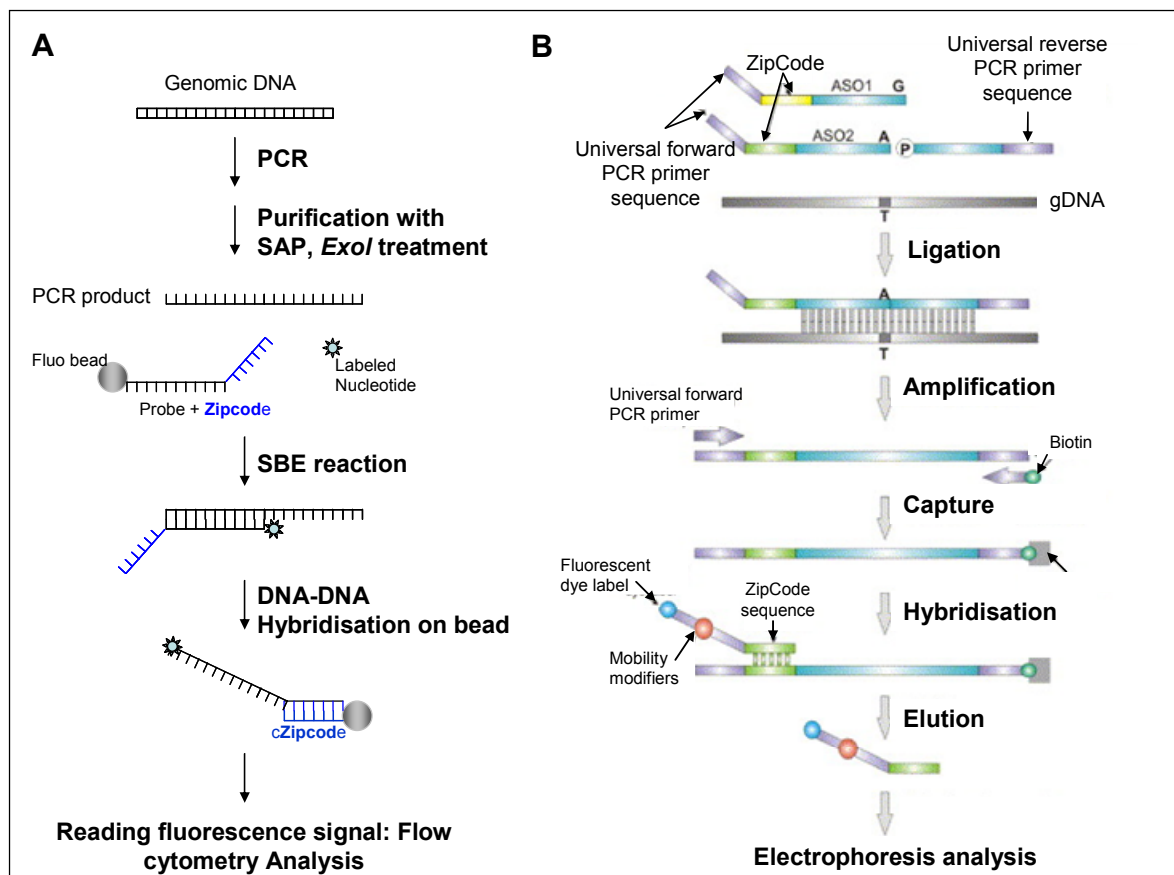 A
Genomic DNA
PCR
Purification with
SAP, ExoI treatment
PCR product
Fluo bead
Labeled
Nucleotide
Probe + Zipcode
SBE reaction
DNA-DNA
Hybridisation on bead
cZipcode
Reading fluorescence signal: Flow
cytometry Analysis
B
ZipCode
Universal reverse
PCR primer
sequence
ASO1
G
ASO2
A
P
Universal forward
PCR primer
sequence
gDNA
T
Ligation
A
T
Amplification
Universal forward
PCR primer
Biotin
Capture
Fluorescent
dye label
ZipCode
sequence
Hybridisation
Mobility
modifiers
Elution
Electrophoresis analysis